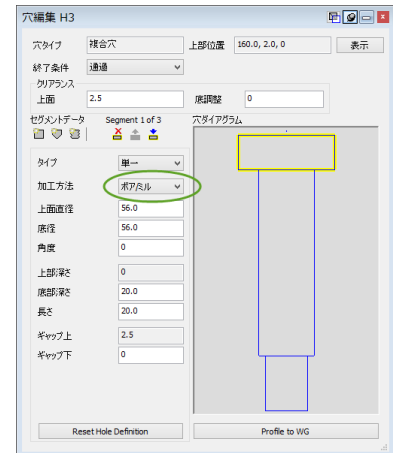 穴編集 H3
穴タイプ 複合穴 上部位置 160.0, 2.0, 0 表示
終了条件 通過
クリアランス
上面 2.5 底調整 0
セグメントデータ Segment 1 of 3 穴ダイアグラム
タイプ 単一
加工方法 ボア/ミル
上面直径 56.0
底径 56.0
角度 0
上部深さ 0
底部深さ 20.0
長さ 20.0
ギャップ上 2.5
ギャップ下 0
Reset Hole Definition Profile to WG